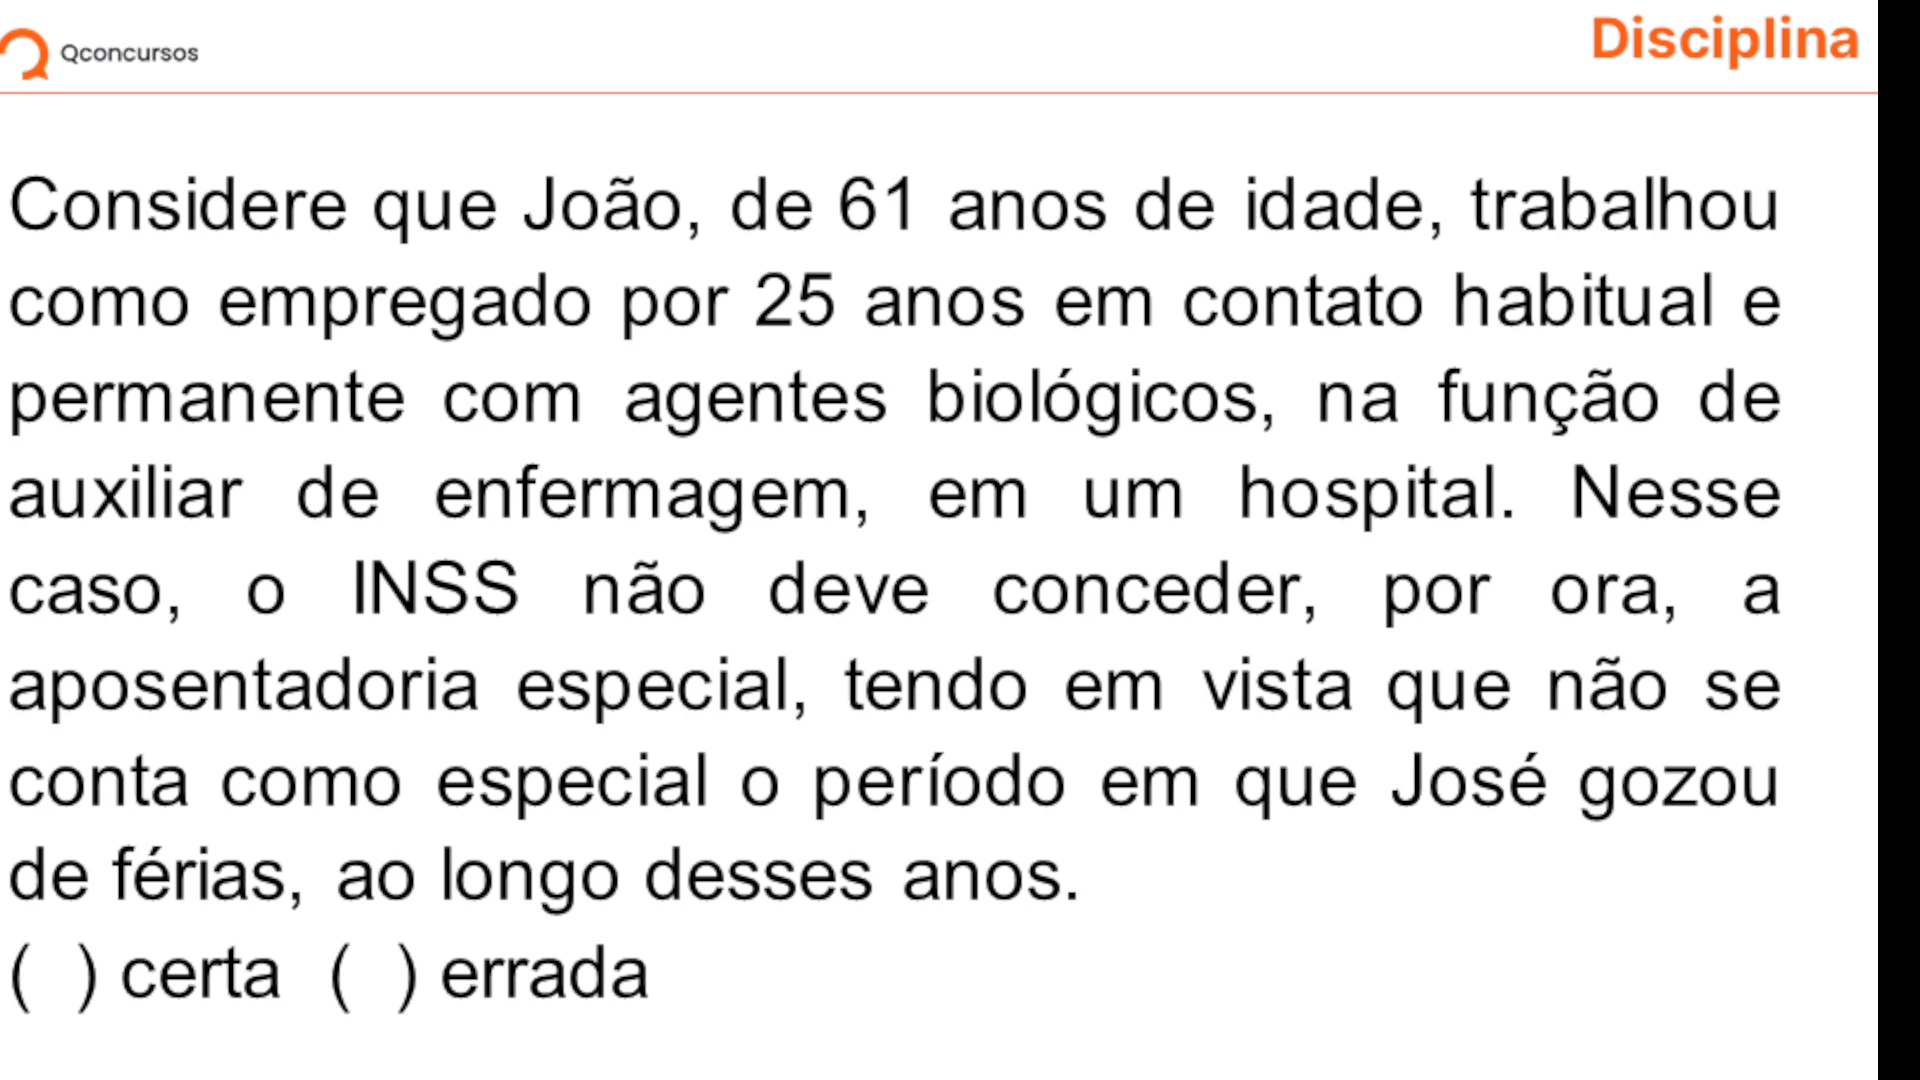 Qconcursos
Disciplina
Considere que João, de 61 anos de idade, trabalhou
como empregado por 25 anos em contato habitual e
permanente com agentes biológicos, na função de
auxiliar de enfermagem, em um hospital. Nesse
caso, o INSS não deve conceder, por ora, a
aposentadoria especial, tendo em vista que não se
conta como especial o período em que José gozou
de férias, ao longo desses anos.
( ) certa ( ) errada